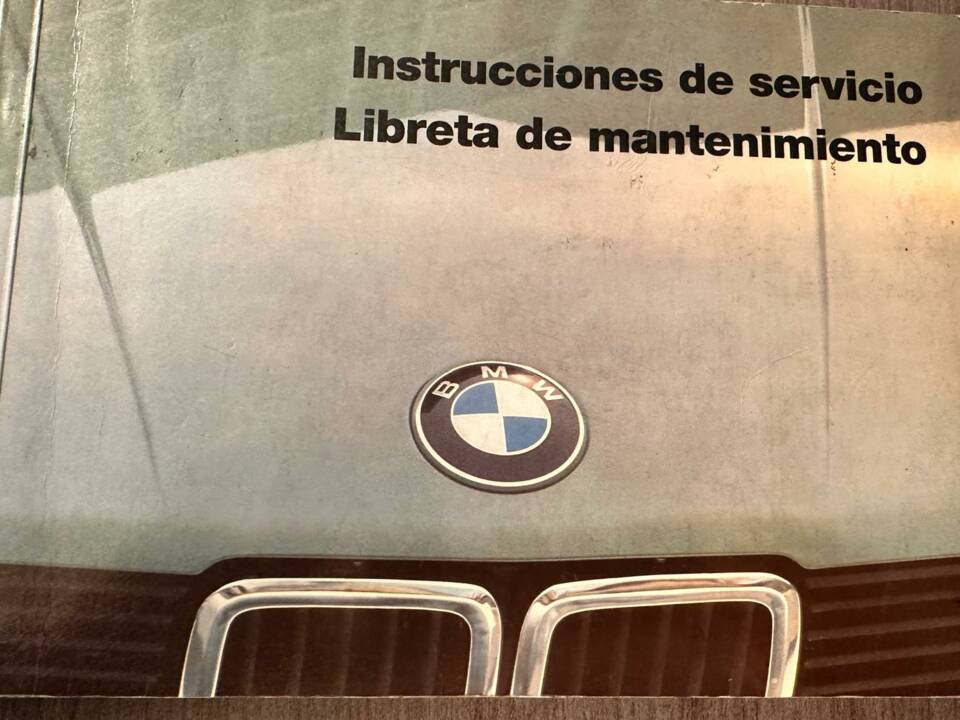 Instrucciones de servicio
Libreta de mantenimiento
BMW